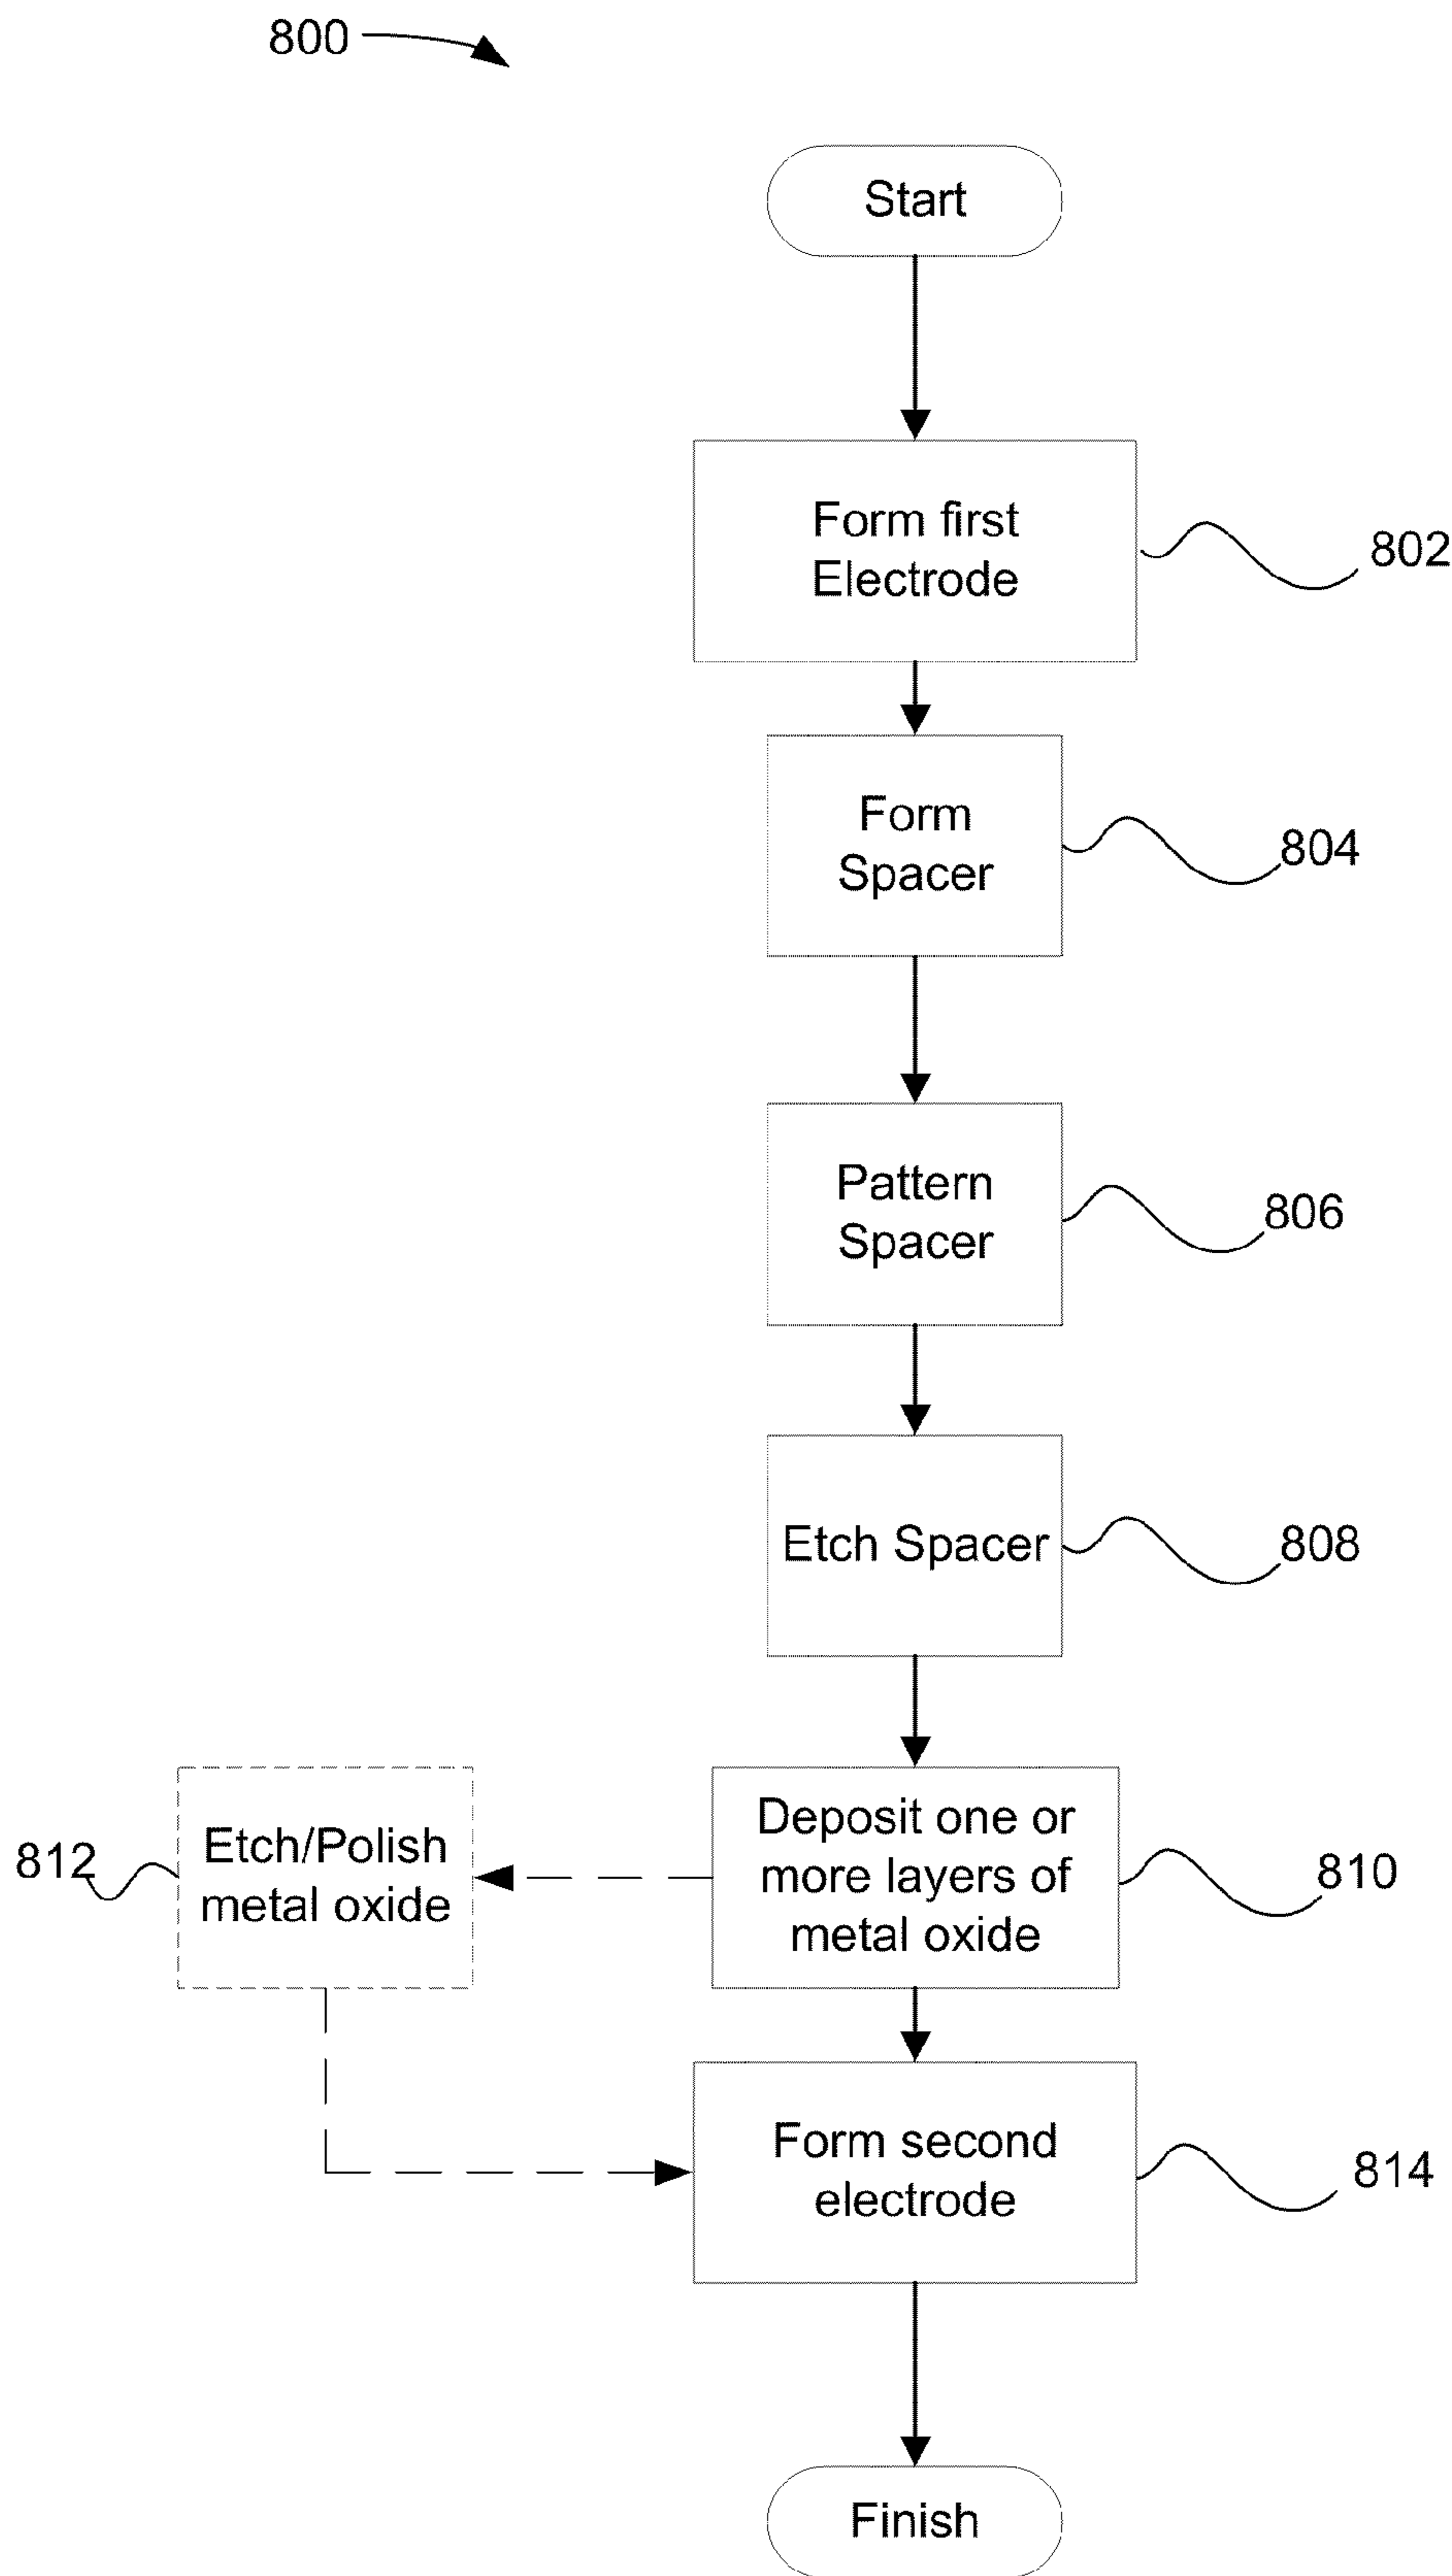 800
Start
Form first
Electrode
802
Form
Spacer
804
Pattern
Spacer
806
Etch Spacer
808
Deposit one or
more layers of
metal oxide
810
Etch/Polish
metal oxide
812
Form second
electrode
814
Finish